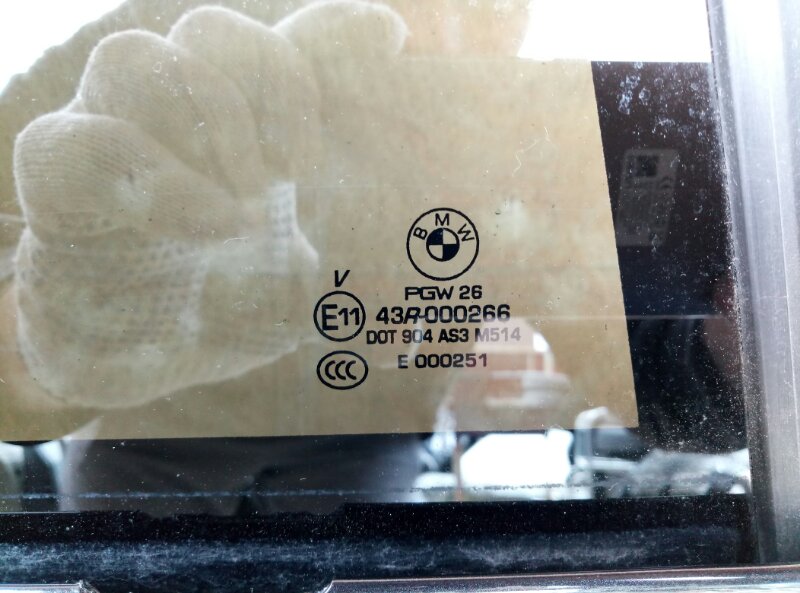 BMW
PGW 26
V
E11 43R-000266
DOT 904 AS3 M514
CCC E 000251